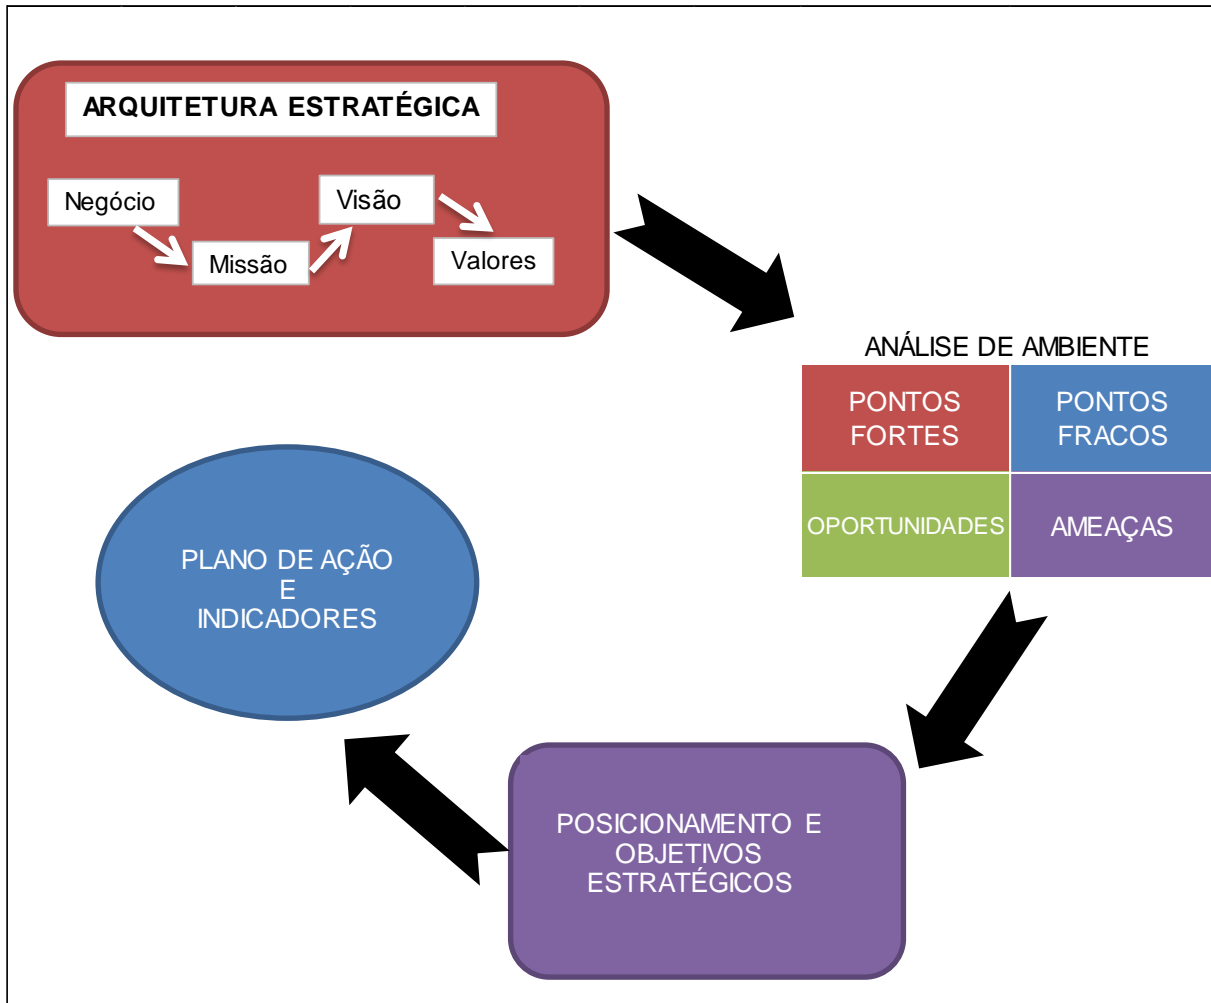 ARQUITETURA ESTRATÉGICA
Negócio
Missão
Visão
Valores
ANÁLISE DE AMBIENTE
PONTOS
FORTES
PONTOS
FRACOS
OPORTUNIDADES
AMEAÇAS
POSICIONAMENTO E
OBJETIVOS
ESTRATÉGICOS
PLANO DE AÇÃO
E
INDICADORES